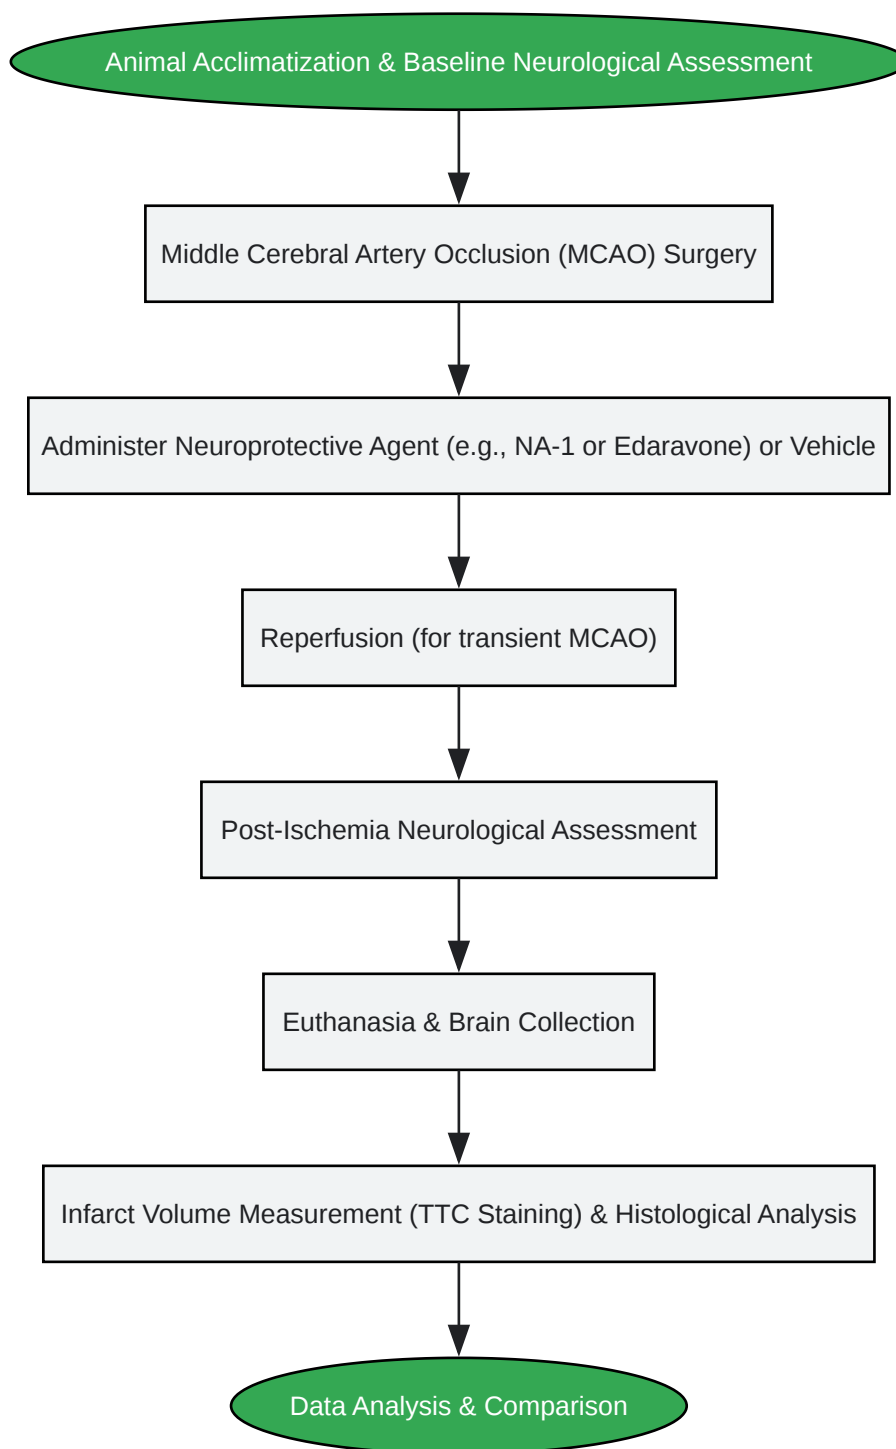 Animal Acclimatization & Baseline Neurological Assessment
Middle Cerebral Artery Occlusion (MCAO) Surgery
Administer Neuroprotective Agent (e.g., NA-1 or Edaravone) or Vehicle
Reperfusion (for transient MCAO)
Post-Ischemia Neurological Assessment
Euthanasia & Brain Collection
Infarct Volume Measurement (TTC Staining) & Histological Analysis
Data Analysis & Comparison